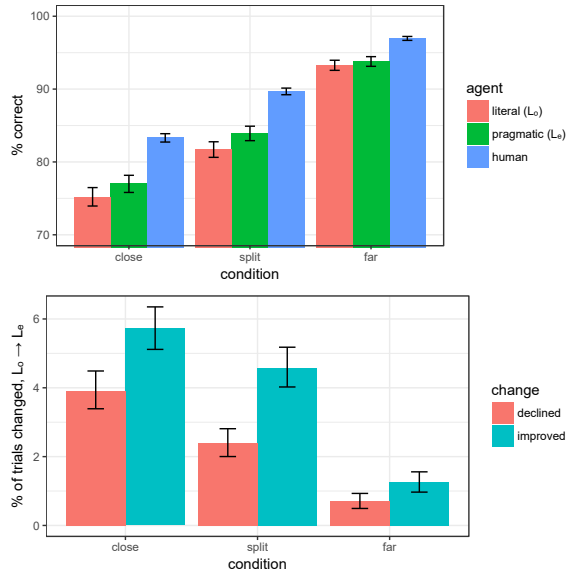 100
90
80
70
% correct
close
split
far
condition
agent
literal (L₀)
pragmatic (Lₑ)
human
6
4
2
0
% of trials changed, L₀ → Lₑ
close
split
far
condition
change
declined
improved